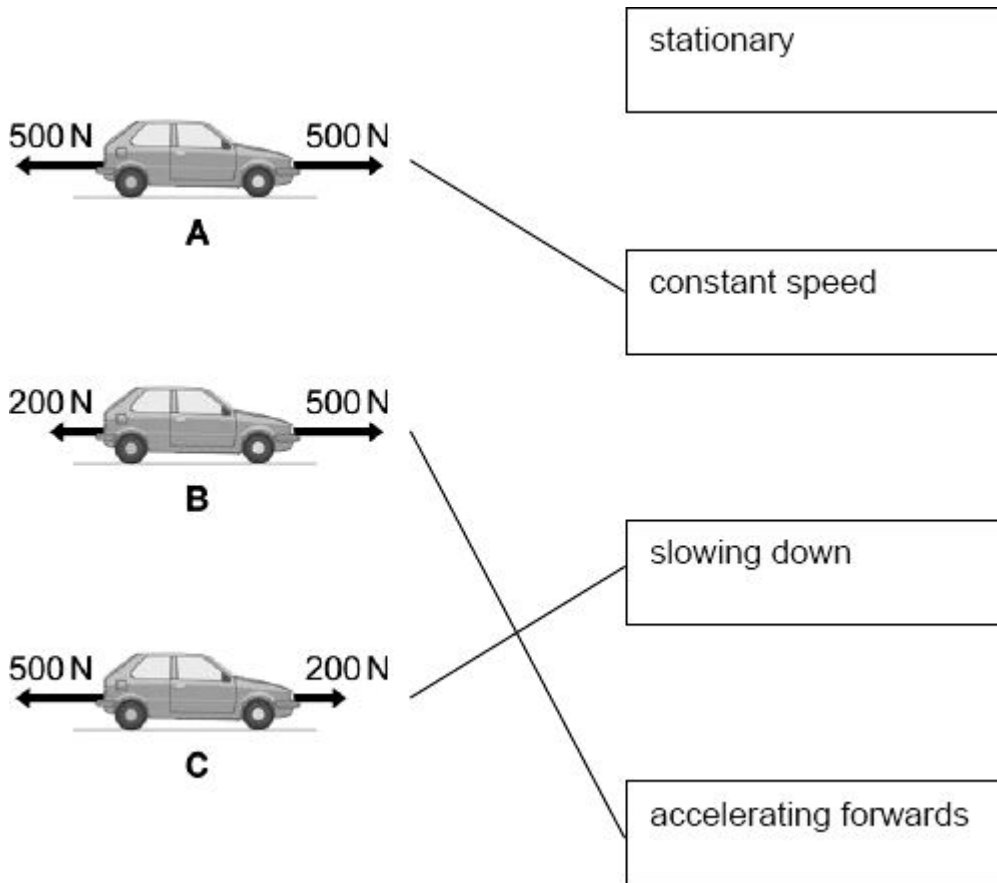 stationary
500 N 500 N
A
constant speed
200 N 500 N
B
slowing down
500 N 200 N
C
accelerating forwards